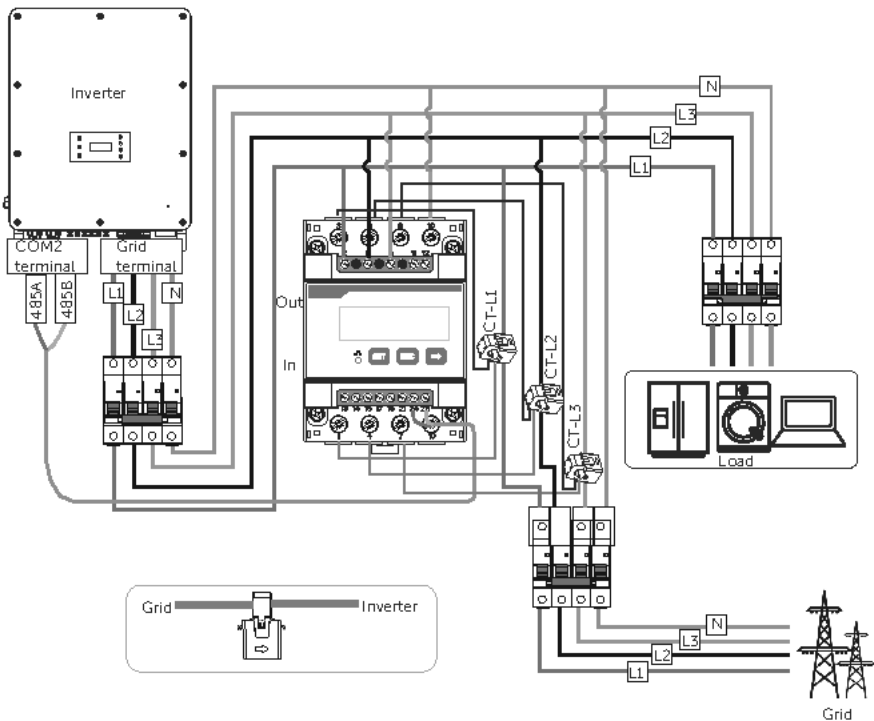 Inverter
N
L3
L2
L1
COM2
terminal
Grid
terminal
485A
485B
L1
L2
L3
N
Out
In
CT-L1
CT-L2
CT-L3
Load
Grid
Inverter
N
L3
L2
L1
Grid